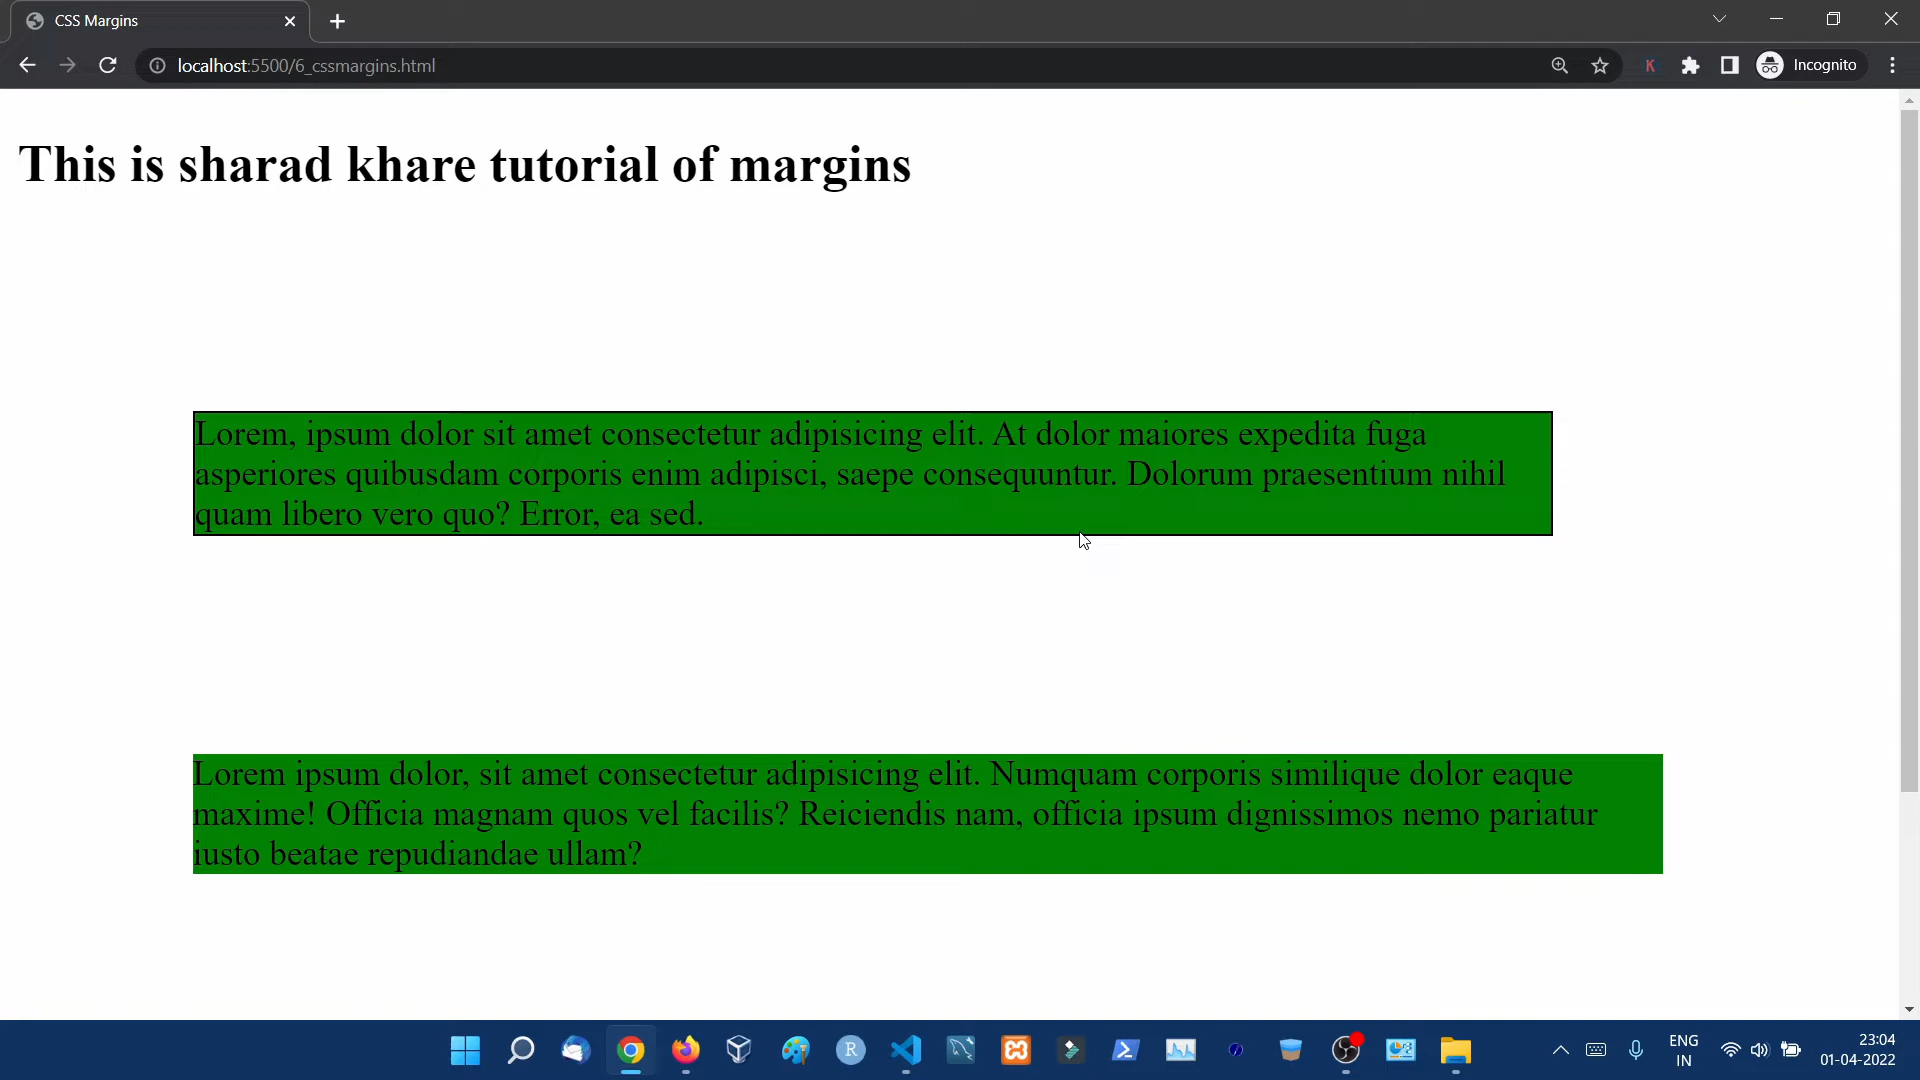 CSS Margins
localhost:5500/6_cssmargins.html
K
Incognito
This is sharad khare tutorial of margins
Lorem, ipsum dolor sit amet consectetur adipisicing elit. At dolor maiores expedita fuga
asperiores quibusdam corporis enim adipisci, saepe consequuntur. Dolorum praesentium nihil
quam libero vero quo? Error, ea sed.
Lorem ipsum dolor, sit amet consectetur adipisicing elit. Numquam corporis similique dolor eaque
maxime! Officia magnam quos vel facilis? Reiciendis nam, officia ipsum dignissimos nemo pariatur
iusto beatae repudiandae ullam?
R
ENG
IN
23:04
01-04-2022